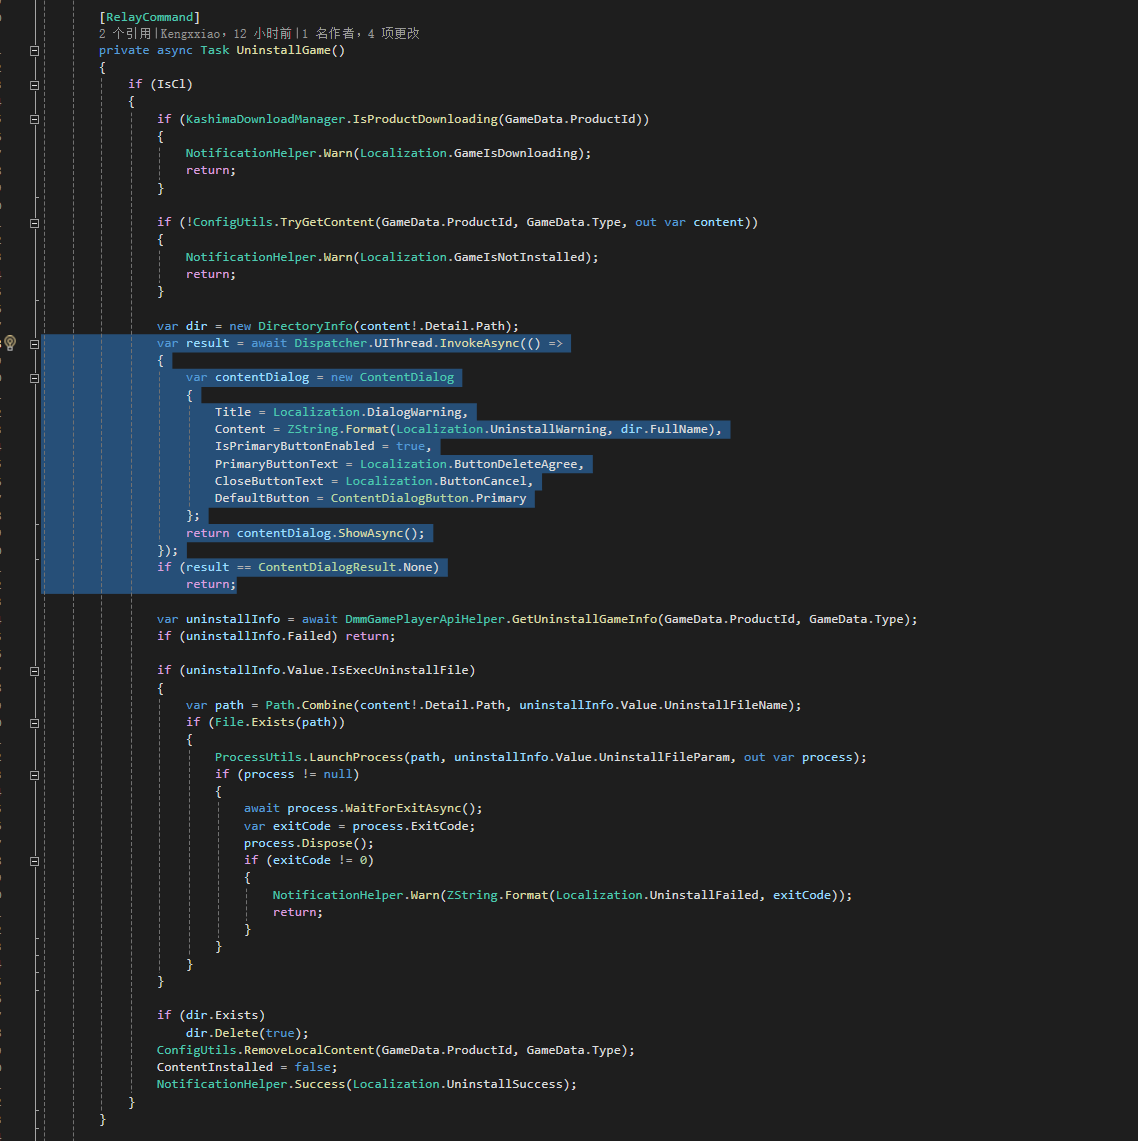 [RelayCommand]
2 个引用|Kengxxiao，12 小时前|1 名作者，4 项更改
private async Task UninstallGame()
{
if (IsCl)
{
if (KashimaDownloadManager.IsProductDownloading(GameData.ProductId))
{
NotificationHelper.Warn(Localization.GameIsDownloading);
return;
}
if (!ConfigUtils.TryGetContent(GameData.ProductId, GameData.Type, out var content))
{
NotificationHelper.Warn(Localization.GameIsNotInstalled);
return;
}
var dir = new DirectoryInfo(content!.Detail.Path);
var result = await Dispatcher.UIThread.InvokeAsync(() =>
{
var contentDialog = new ContentDialog
{
Title = Localization.DialogWarning,
Content = ZString.Format(Localization.UninstallWarning, dir.FullName),
IsPrimaryButtonEnabled = true,
PrimaryButtonText = Localization.ButtonDeleteAgree,
CloseButtonText = Localization.ButtonCancel,
DefaultButton = ContentDialogButton.Primary
};
return contentDialog.ShowAsync();
});
if (result == ContentDialogResult.None)
return;
var uninstallInfo = await DmmGamePlayerApiHelper.GetUninstallGameInfo(GameData.ProductId, GameData.Type);
if (uninstallInfo.Failed) return;
if (uninstallInfo.Value.IsExecUninstallFile)
{
var path = Path.Combine(content!.Detail.Path, uninstallInfo.Value.UninstallFileName);
if (File.Exists(path))
{
ProcessUtils.LaunchProcess(path, uninstallInfo.Value.UninstallFileParam, out var process);
if (process != null)
{
await process.WaitForExitAsync();
var exitCode = process.ExitCode;
process.Dispose();
if (exitCode != 0)
{
NotificationHelper.Warn(ZString.Format(Localization.UninstallFailed, exitCode));
return;
}
}
}
}
if (dir.Exists)
dir.Delete(true);
ConfigUtils.RemoveLocalContent(GameData.ProductId, GameData.Type);
ContentInstalled = false;
NotificationHelper.Success(Localization.UninstallSuccess);
}
}